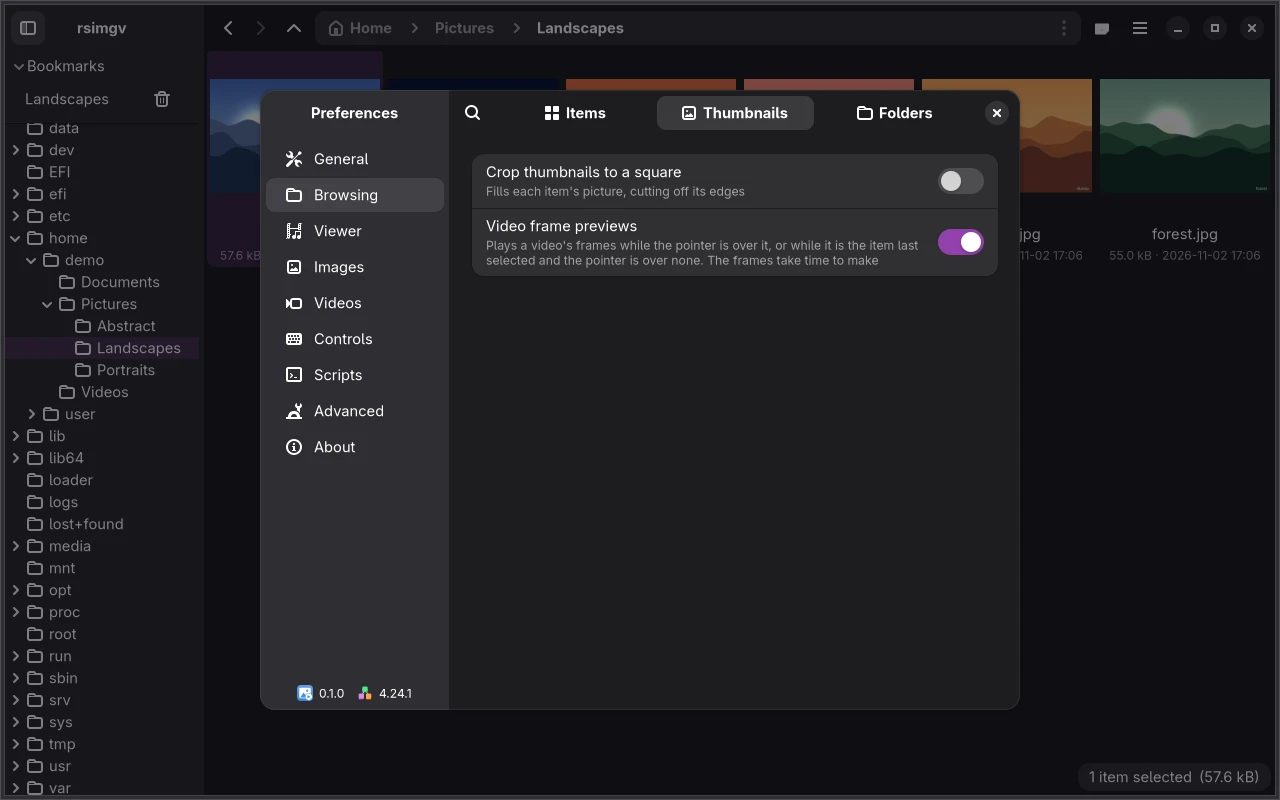 rsimgv
Home
Pictures
Landscapes
Bookmarks
Landscapes
data
dev
EFI
efi
etc
home
demo
Documents
Pictures
Abstract
Landscapes
Portraits
Videos
user
lib
lib64
loader
logs
lost+found
media
mnt
opt
proc
root
run
sbin
srv
sys
tmp
usr
var
57.6 kB
Preferences
General
Browsing
Viewer
Images
Videos
Controls
Scripts
Advanced
About
0.1.0
4.24.1
Items
Thumbnails
Folders
Crop thumbnails to a square
Fills each item's picture, cutting off its edges
Video frame previews
Plays a video's frames while the pointer is over it, or while it is the item last
selected and the pointer is over none. The frames take time to make
jpg
11-02 17:06
forest.jpg
55.0 kB · 2026-11-02 17:06
1 item selected (57.6 kB)